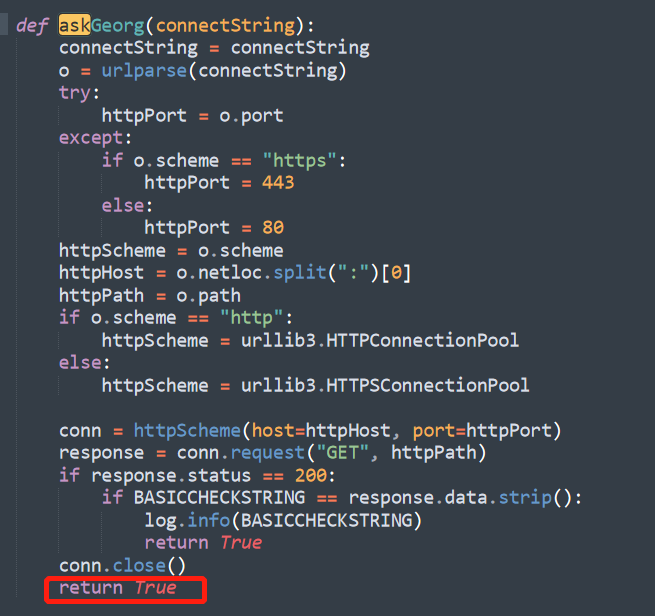 def askGeorg(connectString):
    connectString = connectString
    o = urlparse(connectString)
    try:
        httpPort = o.port
    except:
        if o.scheme == "https":
            httpPort = 443
        else:
            httpPort = 80
    httpScheme = o.scheme
    httpHost = o.netloc.split(":")[0]
    httpPath = o.path
    if o.scheme == "http":
        httpScheme = urllib3.HTTPConnectionPool
    else:
        httpScheme = urllib3.HTTPSConnectionPool

    conn = httpScheme(host=httpHost, port=httpPort)
    response = conn.request("GET", httpPath)
    if response.status == 200:
        if BASICCHECKSTRING == response.data.strip():
            log.info(BASICCHECKSTRING)
            return True
    conn.close()
    return True